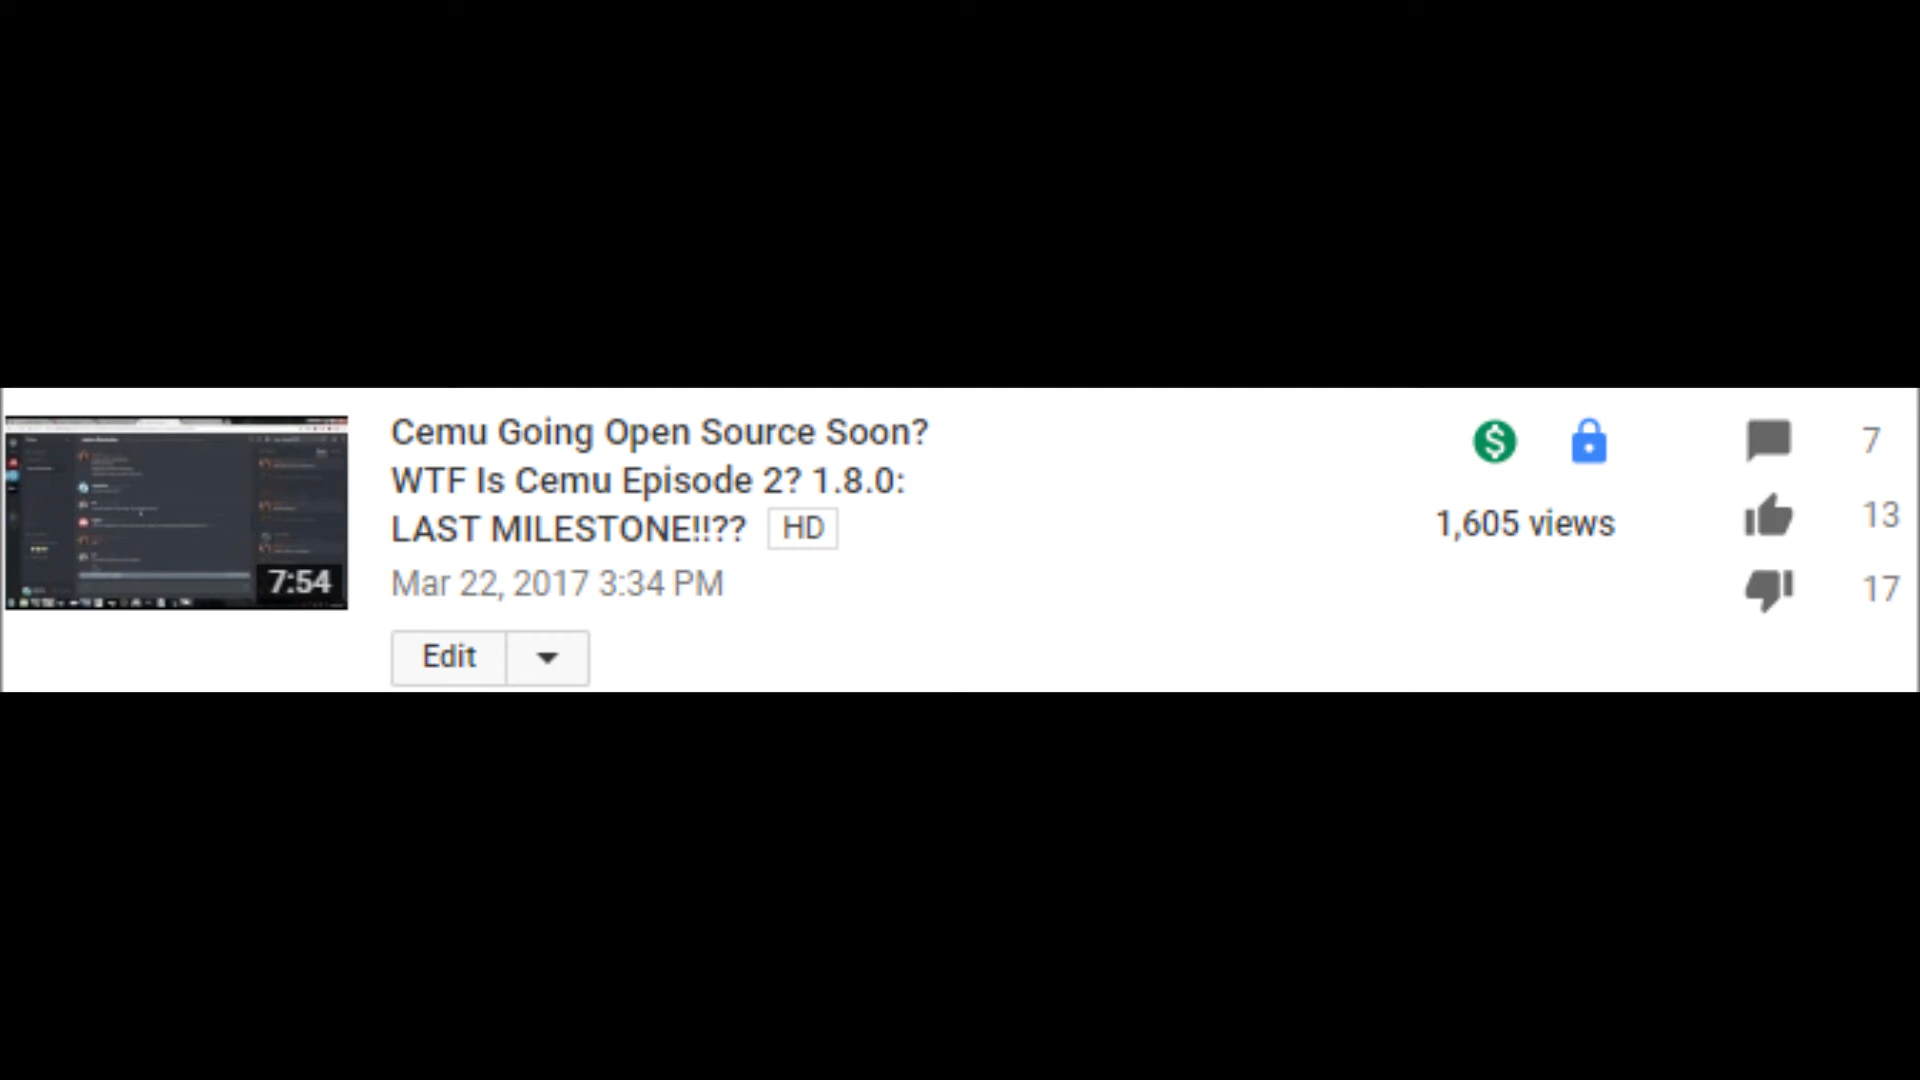 Cemu Going Open Source Soon?
WTF Is Cemu Episode 2? 1.8.0:
LAST MILESTONE!!?? HD
Mar 22, 2017 3:34 PM
Edit
7:54
1,605 views
7
13
17